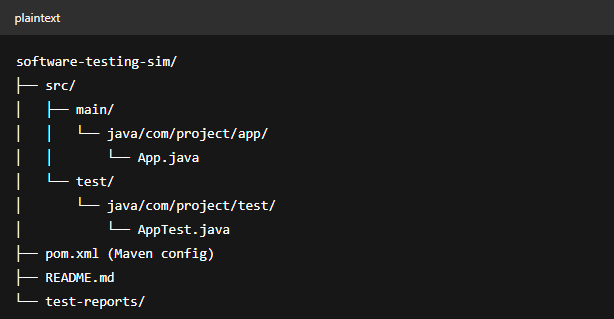 plaintext
software-testing-sim/
├── src/
│   ├── main/
│   │   └── java/com/project/app/
│   │       └── App.java
│   └── test/
│       └── java/com/project/test/
│           └── AppTest.java
├── pom.xml (Maven config)
├── README.md
└── test-reports/